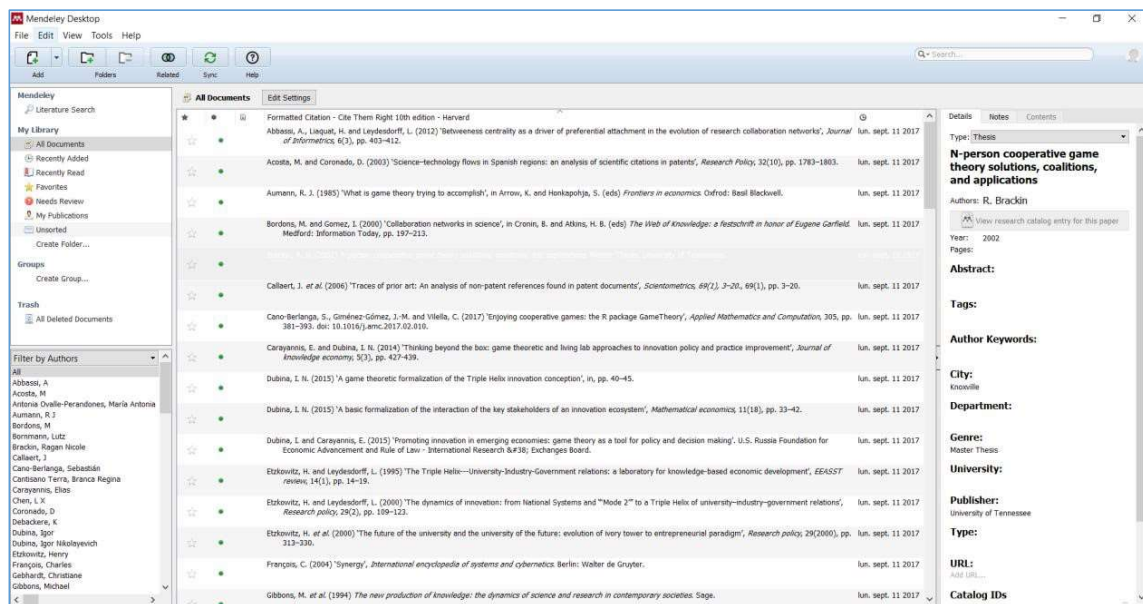 Mendeley Desktop
File Edit View Tools Help
Add Folders Related Sync Help
Search...
Mendeley
Literature Search
My Library
All Documents
Recently Added
Recently Read
Favorites
Needs Review
My Publications
Unsorted
Create Folder...
Groups
Create Group...
Trash
All Deleted Documents
Filter by Authors
All
Abbassi, A
Acosta, M
Antonia Ovalle-Perandones, María Antonia
Aumann, R J
Bordons, M
Bornmann, Lutz
Brackin, Ragan Nicole
Callaert, J
Cano-Berlanga, Sebastián
Cantisano Terra, Branca Regina
Carayannis, Elias
Chen, L X
Coronado, D
Debackere, K
Dubina, Igor
Dubina, Igor Nikolayevich
Etzkowitz, Henry
François, Charles
Gebhardt, Christiane
Gibbons, Michael
All Documents Edit Settings
Formatted Citation - Cite Them Right 10th edition - Harvard
Abbassi, A., Liaquat, H. and Leydesdorff, L. (2012) 'Betweeness centrality as a driver of preferential attachment in the evolution of research collaboration networks', Journal lun. sept. 11 2017
of Informetrics, 6(3), pp. 403–412.
Acosta, M. and Coronado, D. (2003) 'Science–technology flows in Spanish regions: an analysis of scientific citations in patents', Research Policy, 32(10), pp. 1783–1803. lun. sept. 11 2017
Aumann, R. J. (1985) 'What is game theory trying to accomplish', in Arrow, K. and Honkapohja, S. (eds) Frontiers in economics. Oxfrod: Basil Blackwell. lun. sept. 11 2017
Bordons, M. and Gomez, I. (2000) 'Collaboration networks in science', in Cronin, B. and Atkins, H. B. (eds) The Web of Knowledge: a festschrift in honor of Eugene Garfield. lun. sept. 11 2017
Medford: Information Today, pp. 197–213.
Callaert, J. et al. (2006) 'Traces of prior art: An analysis of non-patent references found in patent documents', Scientometrics, 69(1), 3–20., 69(1), pp. 3–20. lun. sept. 11 2017
Cano-Berlanga, S., Giménez-Gómez, J.-M. and Vilella, C. (2017) 'Enjoying cooperative games: the R package GameTheory', Applied Mathematics and Computation, 305, pp. lun. sept. 11 2017
381–393. doi: 10.1016/j.amc.2017.02.010.
Carayannis, E. and Dubina, I. N. (2014) 'Thinking beyond the box: game theoretic and living lab approaches to innovation policy and practice improvement', Journal of lun. sept. 11 2017
knowledge economy, 5(3), pp. 427-439.
Dubina, I. N. (2015) 'A game theoretic formalization of the Triple Helix innovation conception', in, pp. 40–45. lun. sept. 11 2017
Dubina, I. N. (2015) 'A basic formalization of the interaction of the key stakeholders of an innovation ecosystem', Mathematical economics, 11(18), pp. 33–42. lun. sept. 11 2017
Dubina, I. and Carayannis, E. (2015) 'Promoting innovation in emerging economies: game theory as a tool for policy and decision making'. U.S. Russia Foundation for lun. sept. 11 2017
Economic Advancement and Rule of Law - International Research &#38; Exchanges Board.
Etzkowitz, H. and Leydesdorff, L. (1995) 'The Triple Helix---University-Industry-Government relations: a laboratory for knowledge-based economic development', EEASST lun. sept. 11 2017
review, 14(1), pp. 14–19.
Etzkowitz, H. and Leydesdorff, L. (2000) 'The dynamics of innovation: from National Systems and "'Mode 2'" to a Triple Helix of university–industry–government relations', lun. sept. 11 2017
Research policy, 29(2), pp. 109–123.
Etzkowitz, H. et al. (2000) 'The future of the university and the university of the future: evolution of ivory tower to entrepreneurial paradigm', Research policy, 29(2000), pp. lun. sept. 11 2017
313–330.
François, C. (2004) 'Synergy', International encyclopedia of systems and cybernetics. Berlin: Walter de Gruyter. lun. sept. 11 2017
Gibbons, M. et al. (1994) The new production of knowledge: the dynamics of science and research in contemporary societies. Sage. lun. sept. 11 2017
Details Notes Contents
Type: Thesis
N-person cooperative game
theory solutions, coalitions,
and applications
Authors: R. Brackin
View research catalog entry for this paper
Year: 2002
Pages:
Abstract:
Tags:
Author Keywords:
City:
Knoxville
Department:
Genre:
Master Thesis
University:
Publisher:
University of Tennesee
Type:
URL:
Add URL...
Catalog IDs